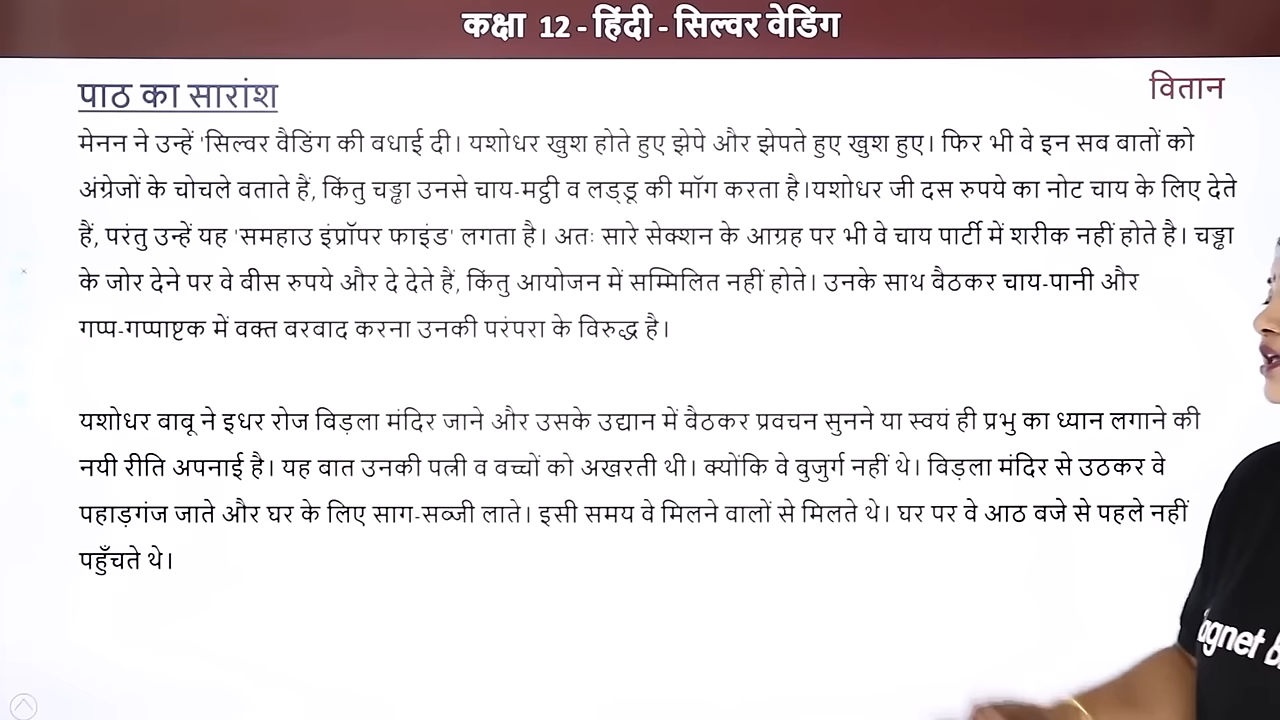 कक्षा 12 - हिंदी - सिल्वर वेडिंग
पाठ का सारांश
वितान
मेनन ने उन्हें 'सिल्वर वैडिंग की वधाई दी। यशोधर खुश होते हुए झेपे और झेपते हुए खुश हुए। फिर भी वे इन सब वातों को
अंग्रेजों के चोचले बताते हैं, किंतु चड्ढा उनसे चाय-मट्ठी व लड्डू की मॉग करता है।यशोधर जी दस रुपये का नोट चाय के लिए देते
हैं, परंतु उन्हें यह 'समहाउ इंप्रॉपर फाइंड' लगता है। अतः सारे सेक्शन के आग्रह पर भी वे चाय पार्टी में शरीक नहीं होते है। चड्ढा
के जोर देने पर वे वीस रुपये और दे देते हैं, किंतु आयोजन में सम्मिलित नहीं होते। उनके साथ वैठकर चाय-पानी और
गप्प-गप्पाष्टक में वक्त बरवाद करना उनकी परंपरा के विरुद्ध है।
यशोधर वावू ने इधर रोज विड़ला मंदिर जाने और उसके उद्यान में वैठकर प्रवचन सुनने या स्वयं ही प्रभु का ध्यान लगाने की
नयी रीति अपनाई है। यह वात उनकी पत्नी व वच्चों को अखरती थी। क्योंकि वे वुजुर्ग नहीं थे। विड़ला मंदिर से उठकर वे
पहाड़गंज जाते और घर के लिए साग-सव्जी लाते। इसी समय वे मिलने वालों से मिलते थे। घर पर वे आठ वजे से पहले नहीं
पहुँचते थे।